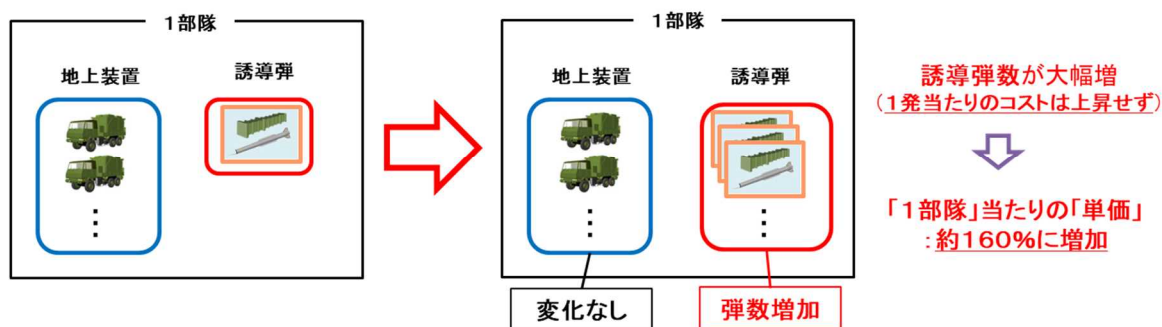 1部隊
地上装置
誘導弾
⋮
1部隊
地上装置
誘導弾
⋮
⋮
変化なし
弾数増加
誘導弾数が大幅増
（1発当たりのコストは上昇せず）
「1部隊」当たりの「単価」
：約160%に増加